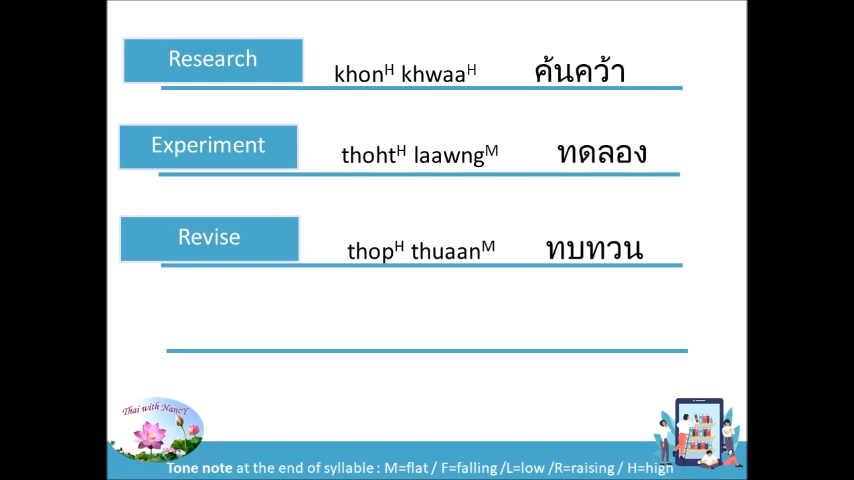 Research khonᴴ khwaaᴴ ค้นคว้า
Experiment thohtᴴ laawngᴹ ทดลอง
Revise thopᴴ thuaanᴹ ทบทวน
Thai with NancY
Tone note at the end of syllable : M=flat / F=falling /L=low /R=raising / H=high